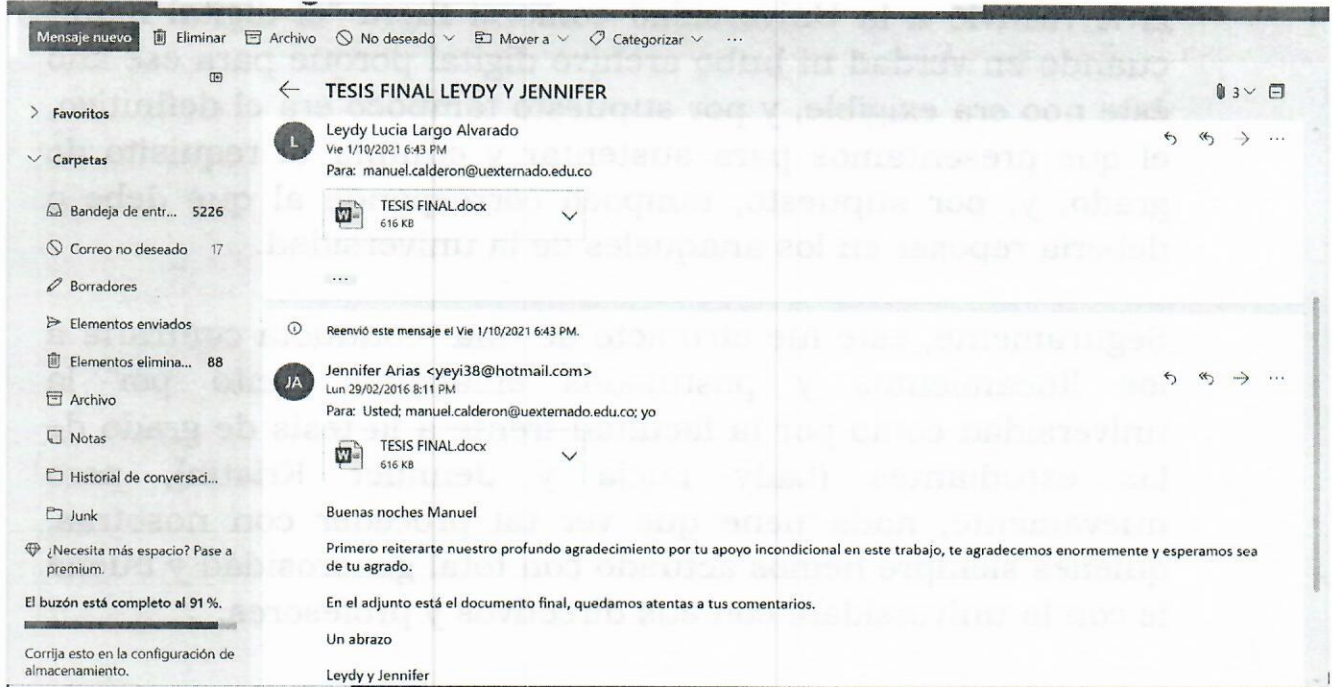 Mensaje nuevo Eliminar Archivo No deseado Mover a Categorizar ...
TESIS FINAL LEYDY Y JENNIFER 3
Favoritos
Carpetas
Bandeja de entr... 5226
Correo no deseado 17
Borradores
Elementos enviados
Elementos elimina... 88
Archivo
Notas
Historial de conversaci...
Junk
¿Necesita más espacio? Pase a
premium.
El buzón está completo al 91 %.
Corrija esto en la configuración de
almacenamiento.
L
Leydy Lucia Largo Alvarado
Vie 1/10/2021 6:43 PM
Para: manuel.calderon@uexternado.edu.co
TESIS FINAL.docx
616 KB
...
Reenvió este mensaje el Vie 1/10/2021 6:43 PM.
JA
Jennifer Arias <yeyi38@hotmail.com>
Lun 29/02/2016 8:11 PM
Para: Usted; manuel.calderon@uexternado.edu.co; yo
TESIS FINAL.docx
616 KB
Buenas noches Manuel
Primero reiterarte nuestro profundo agradecimiento por tu apoyo incondicional en este trabajo, te agradecemos enormemente y esperamos sea
de tu agrado.
En el adjunto está el documento final, quedamos atentas a tus comentarios.
Un abrazo
Leydy y Jennifer